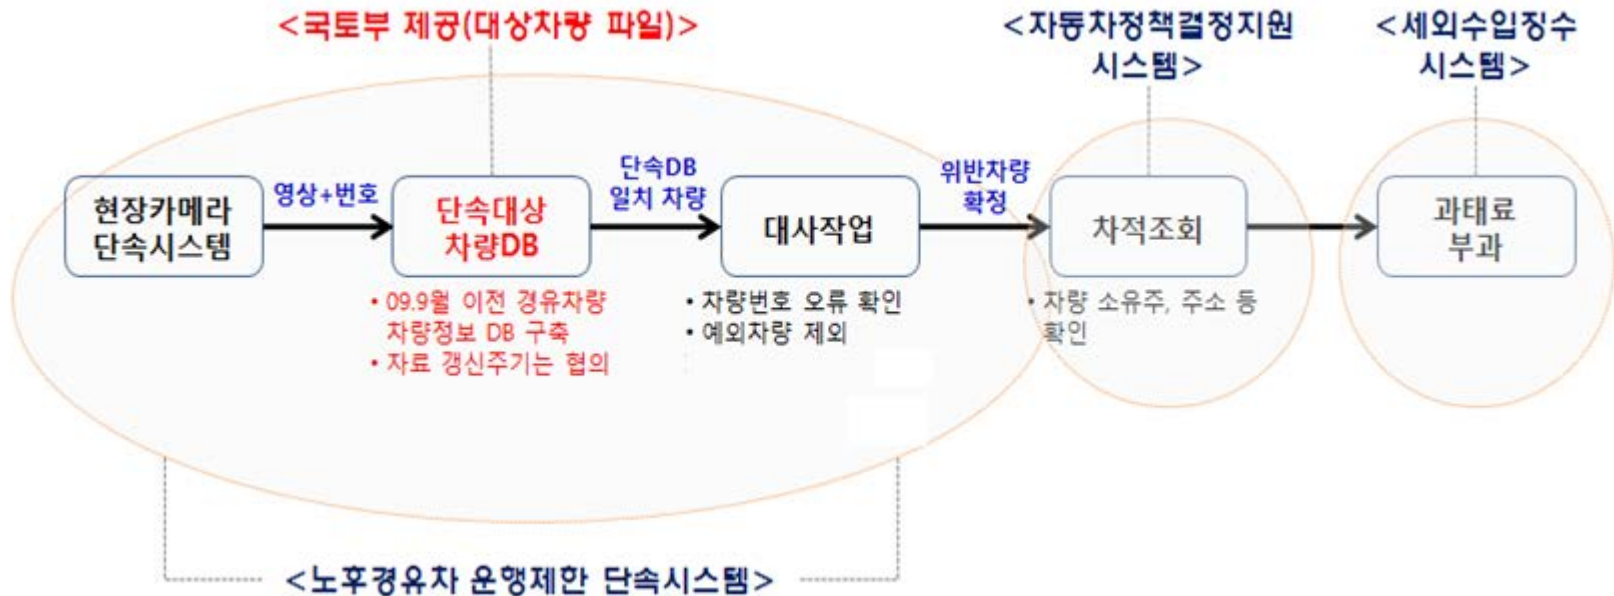 <국토부 제공(대상차량 파일)>
<자동차정책결정지원
시스템>
<세외수입징수
시스템>
현장카메라
단속시스템
영상+번호
단속대상
차량DB
단속DB
일치 차량
대사작업
위반차량
확정
차적조회
과태료
부과
• 09.9월 이전 경유차량
차량정보 DB 구축
• 자료 갱신주기는 협의
• 차량번호 오류 확인
• 예외차량 제외
• 차량 소유주, 주소 등
확인
<노후경유차 운행제한 단속시스템>